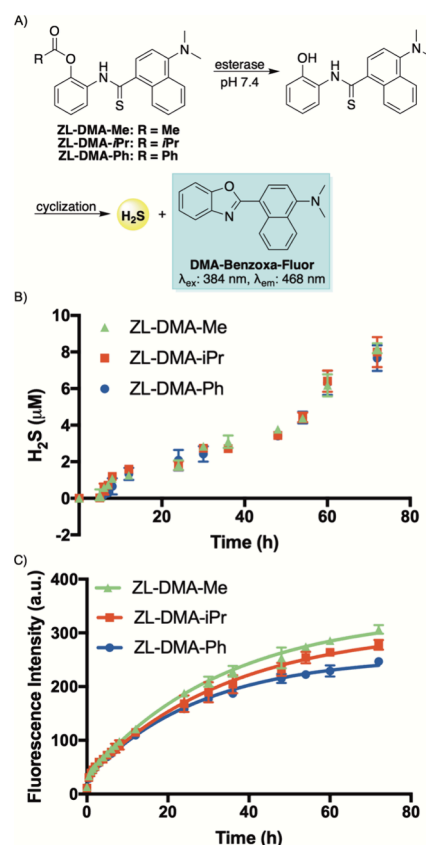 A)
O
R
O
H
N
S
N
esterase
pH 7.4
OH
H
N
S
N
ZL-DMA-Me: R = Me
ZL-DMA-iPr: R = iPr
ZL-DMA-Ph: R = Ph
cyclization
H₂S
+
O
N
N
DMA-Benzoxa-Fluor
λex: 384 nm, λem: 468 nm
B)
H₂S (μM)
10
8
6
4
2
0
-2
ZL-DMA-Me
ZL-DMA-iPr
ZL-DMA-Ph
20 40 60 80
Time (h)
C)
Fluorescence Intensity (a.u.)
400
300
200
100
0
ZL-DMA-Me
ZL-DMA-iPr
ZL-DMA-Ph
0 20 40 60 80
Time (h)